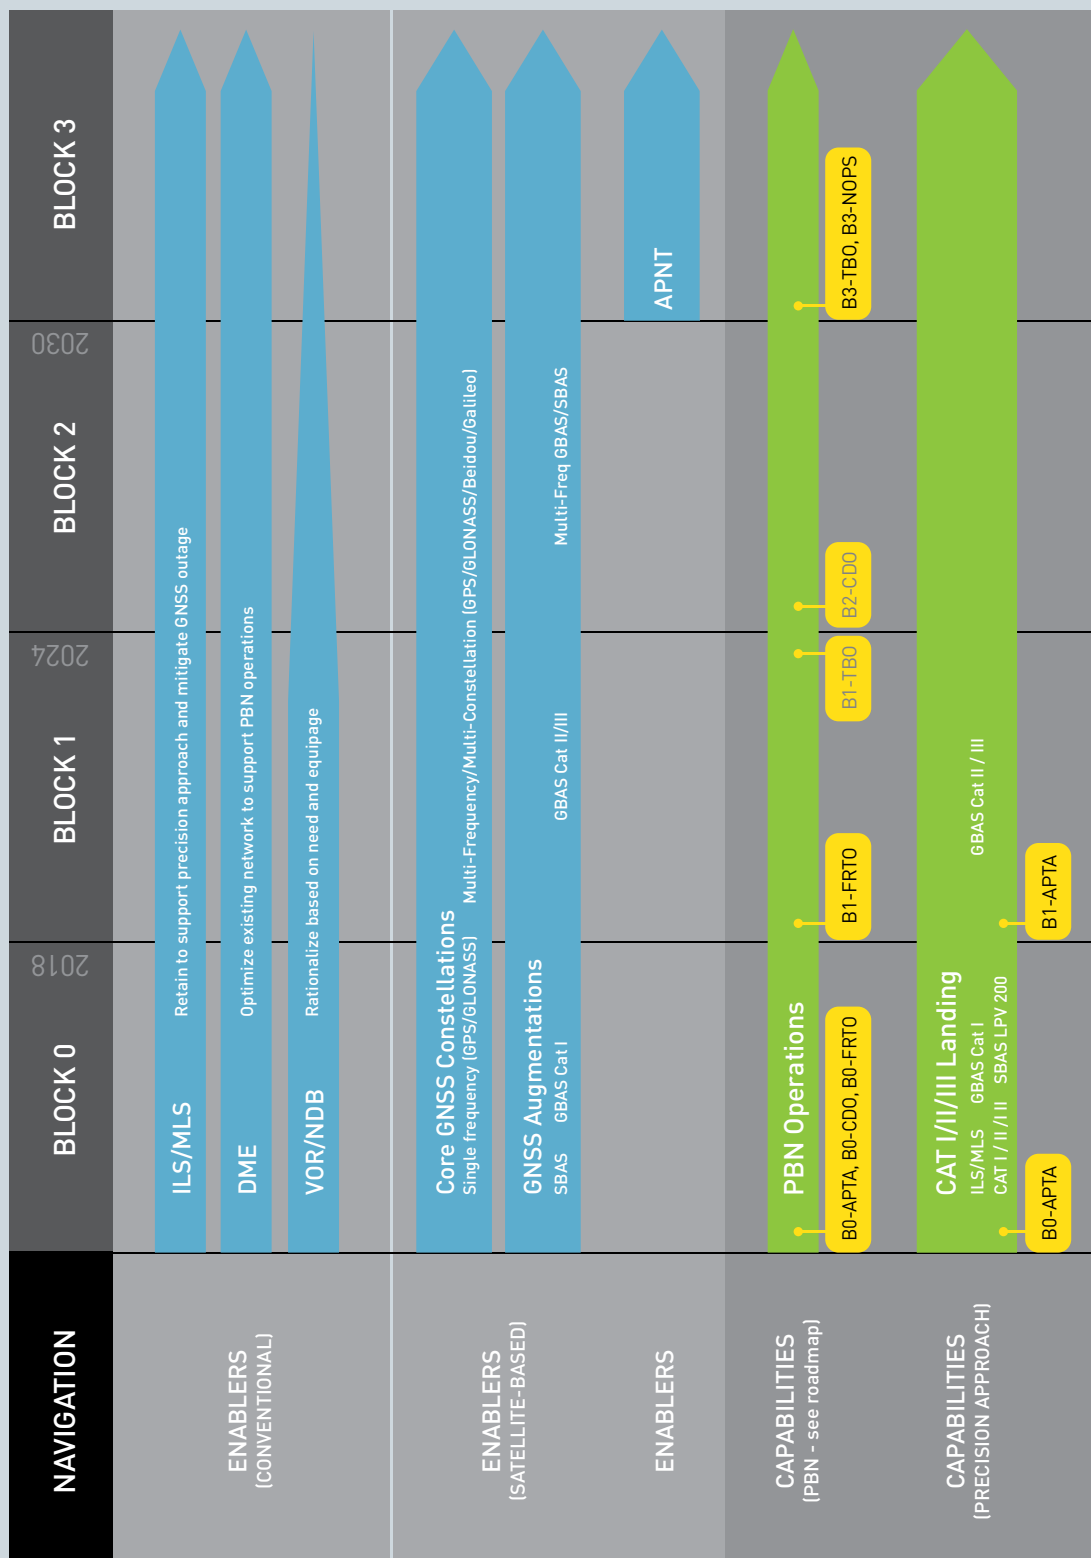 NAVIGATION
BLOCK 0
2018
BLOCK 1
2024
BLOCK 2
2030
BLOCK 3
ENABLERS
(CONVENTIONAL)
ILS/MLS
Retain to support precision approach and mitigate GNSS outage
DME
Optimize existing network to support PBN operations
VOR/NDB
Rationalize based on need and equipage
ENABLERS
(SATELLITE-BASED)
Core GNSS Constellations
Single frequency (GPS/GLONASS)
Multi-Frequency/Multi-Constellation (GPS/GLONASS/Beidou/Galileo)
GNSS Augmentations
SBAS GBAS Cat I
GBAS Cat II/III
Multi-Freq GBAS/SBAS
ENABLERS
APNT
CAPABILITIES
(PBN - see roadmap)
PBN Operations
B0-APTA, B0-CDO, B0-FRTO
B1-FRTO
B1-TBO
B2-CDO
B3-TBO, B3-NOPS
CAPABILITIES
(PRECISION APPROACH)
CAT I/II/III Landing
ILS/MLS GBAS Cat I
GBAS Cat II / III
CAT I / II / III SBAS LPV 200
B0-APTA
B1-APTA